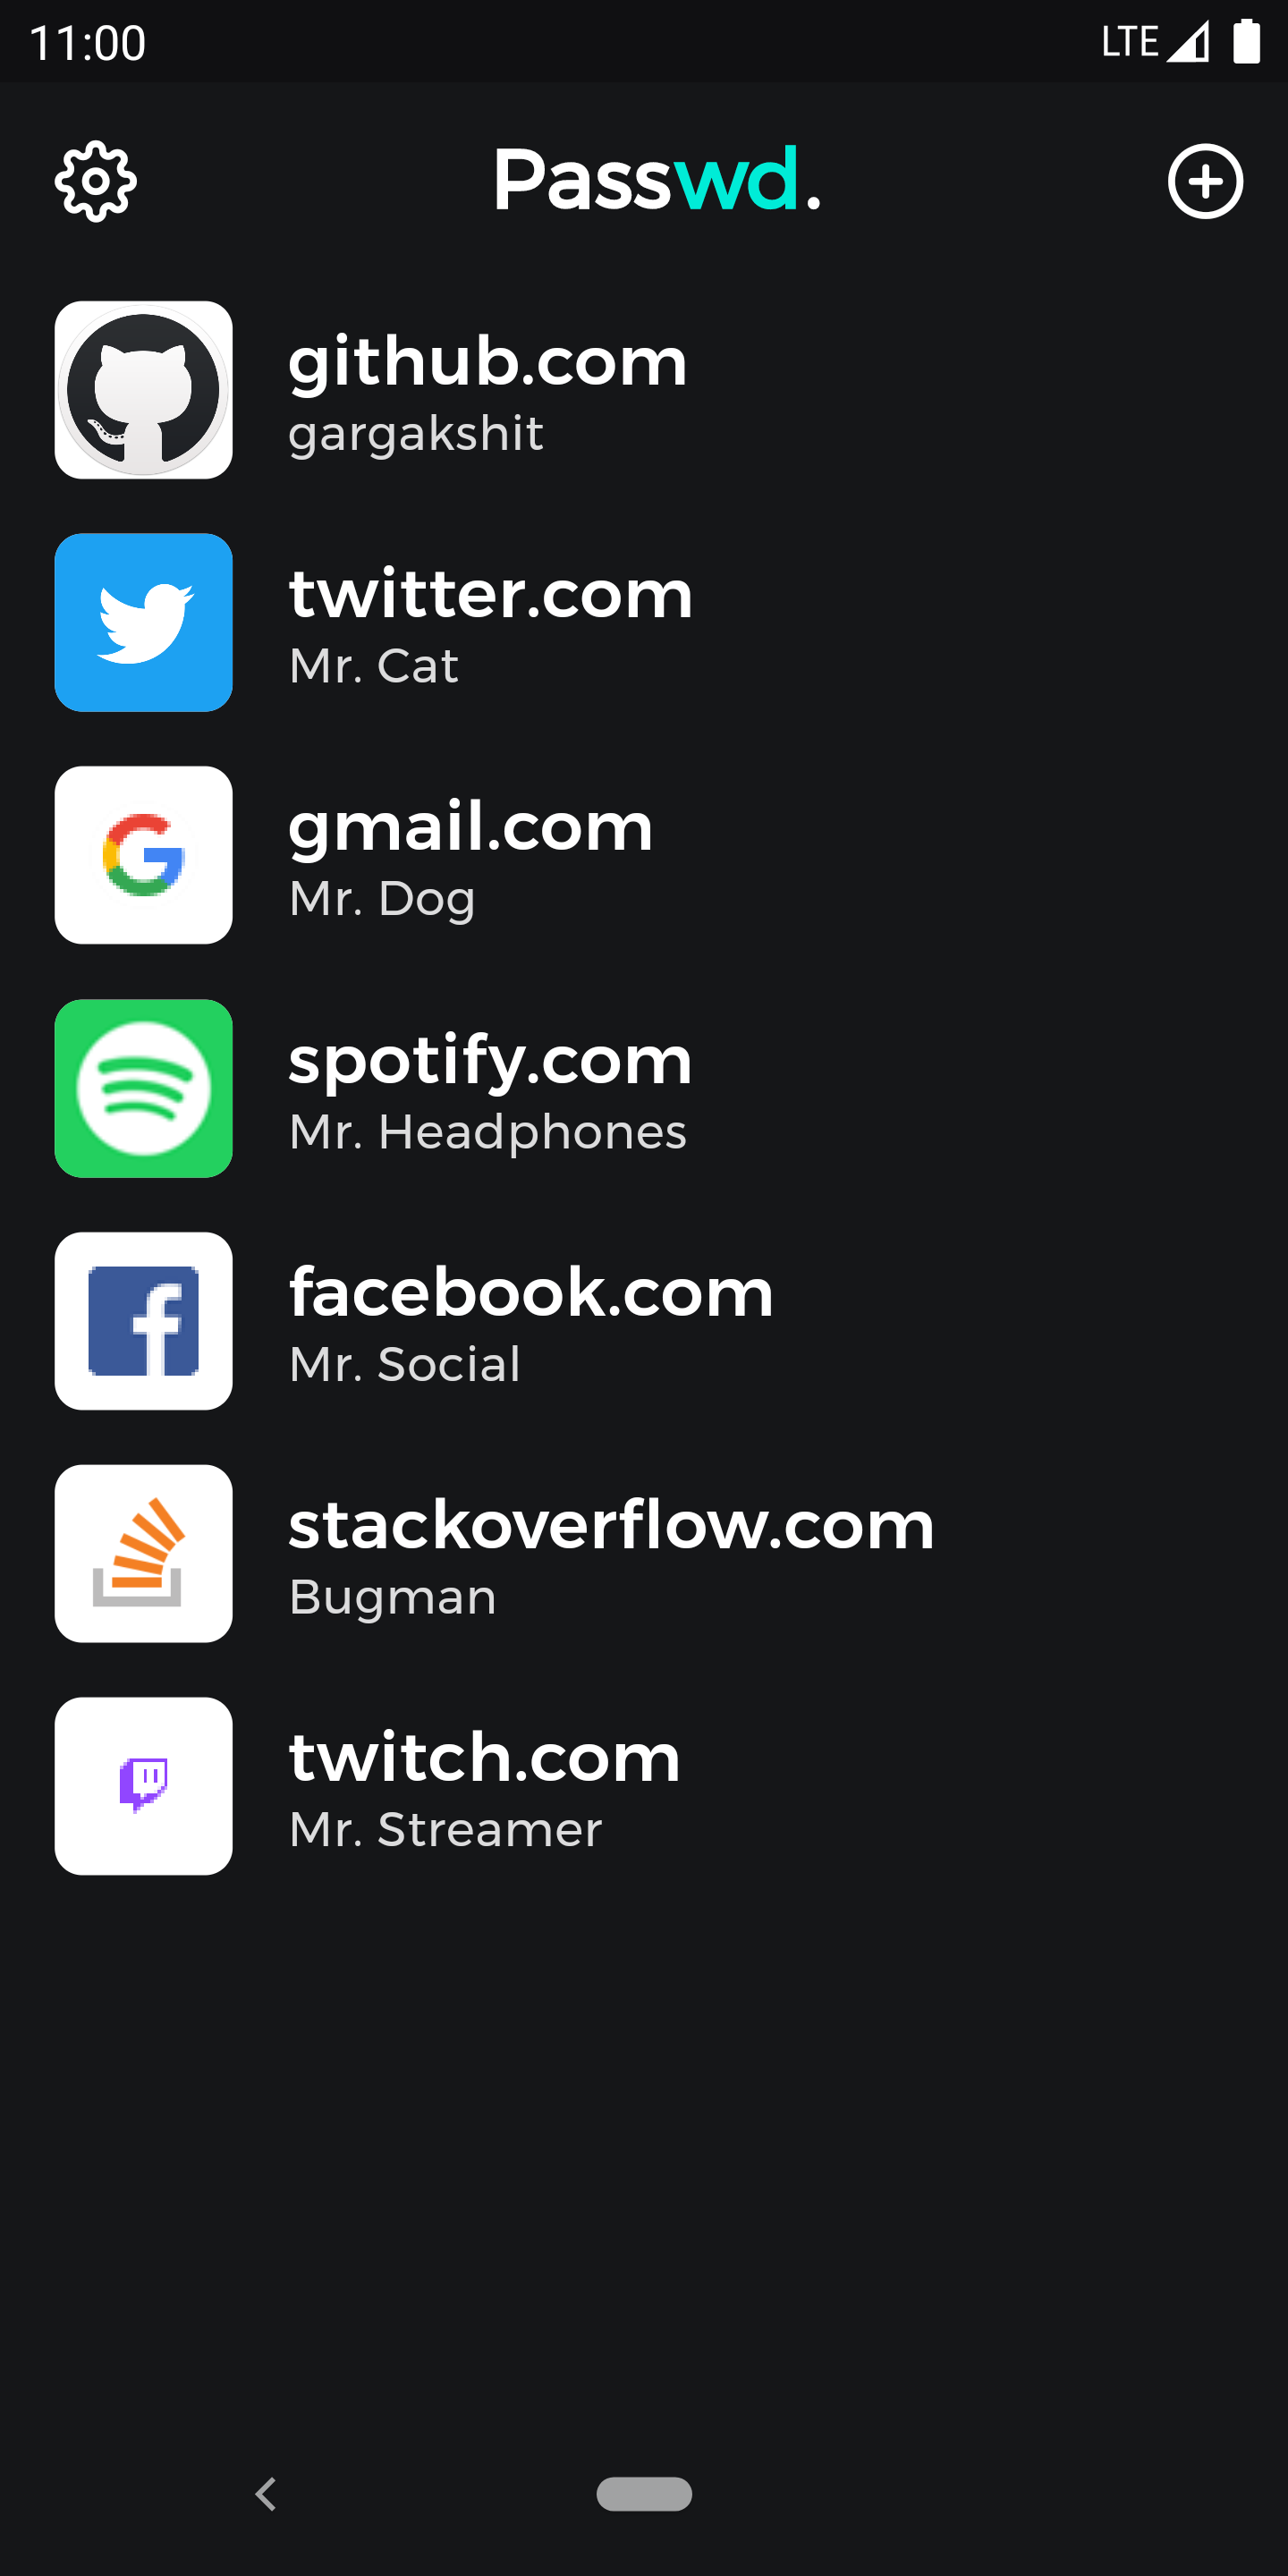 11:00 LTE
Passwd.
github.com
gargakshit
twitter.com
Mr. Cat
gmail.com
Mr. Dog
spotify.com
Mr. Headphones
facebook.com
Mr. Social
stackoverflow.com
Bugman
twitch.com
Mr. Streamer